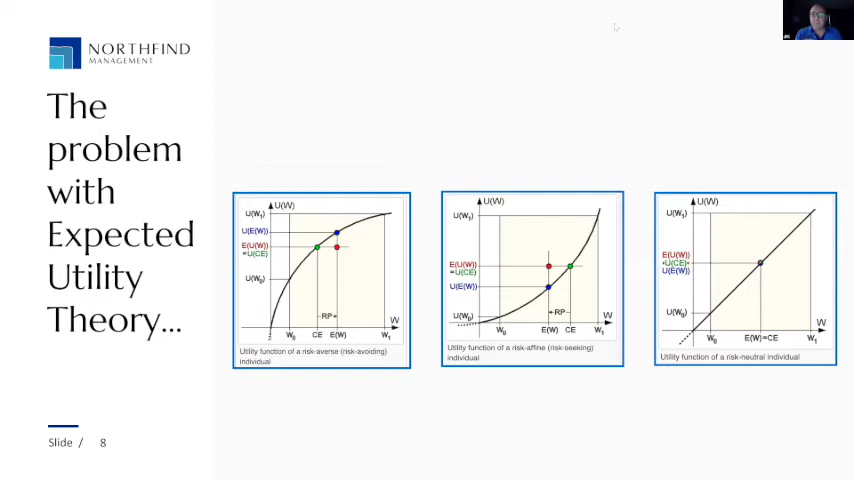 NORTHFIND
MANAGEMENT
The
problem
with
Expected
Utility
Theory...
Slide / 8
U(W)
U(W₁)
U(E(W))
E(U(W))
=U(CE)
U(W₀)
RP
W
W₀ CE E(W) W₁
Utility function of a risk-averse (risk-avoiding)
individual
U(W)
U(W₁)
E(U(W))
=U(CE)
U(E(W))
U(W₀)
RP
W
W₀ E(W) CE W₁
Utility function of a risk-affine (risk-seeking)
individual
U(W)
U(W₁)
E(U(W))
=U(CE)=
U(E(W))
U(W₀)
W
W₀ E(W)=CE W₁
Utility function of a risk-neutral individual